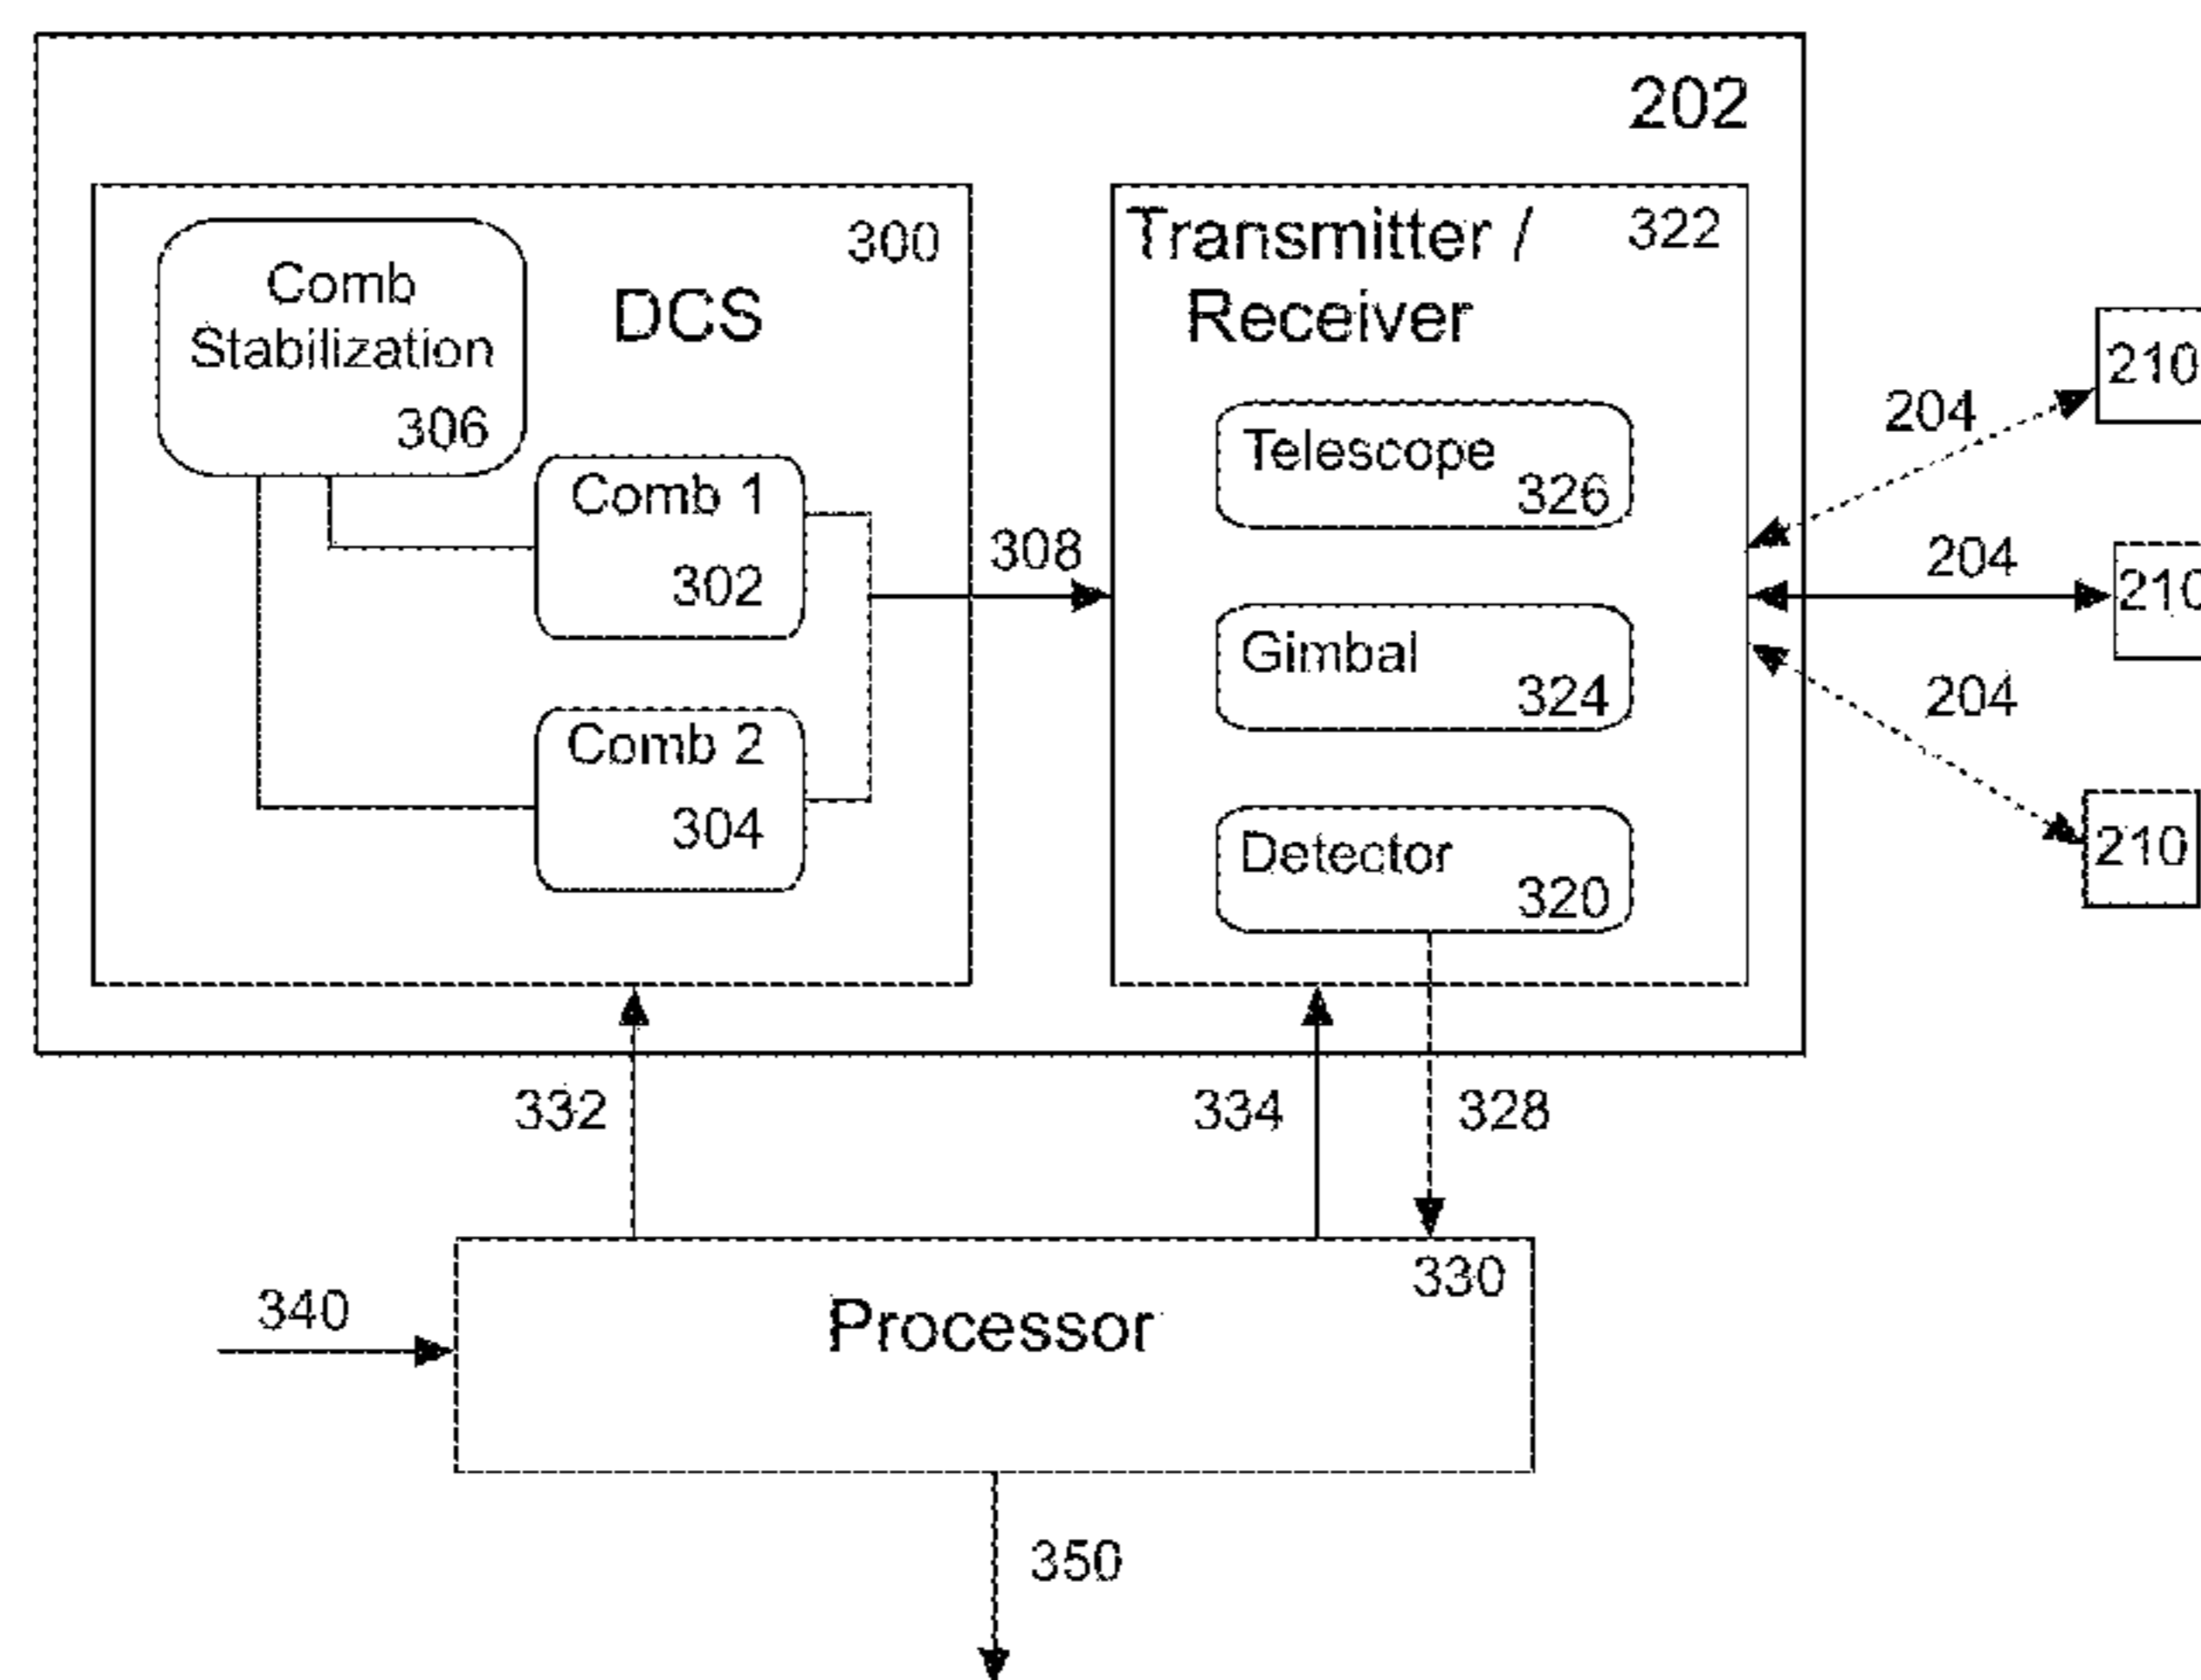 202
300
Comb
Stabilization
306
DCS
Comb 1
302
Comb 2
304
308
Transmitter /
Receiver
322
Telescope
326
Gimbal
324
Detector
320
204
210
204
210
204
210
332
334
328
330
Processor
340
350